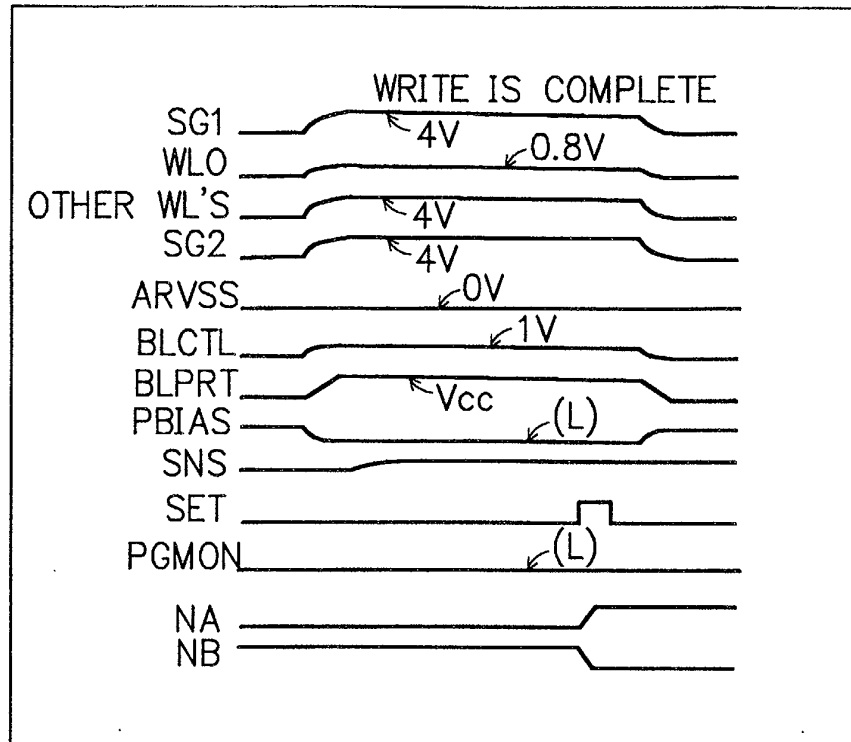 WRITE IS COMPLETE
SG1 4V
WLO 0.8V
OTHER WL'S 4V
SG2 4V
ARVSS 0V
BLCTL 1V
BLPRT Vcc
PBIAS (L)
SNS
SET
PGMON (L)
NA
NB